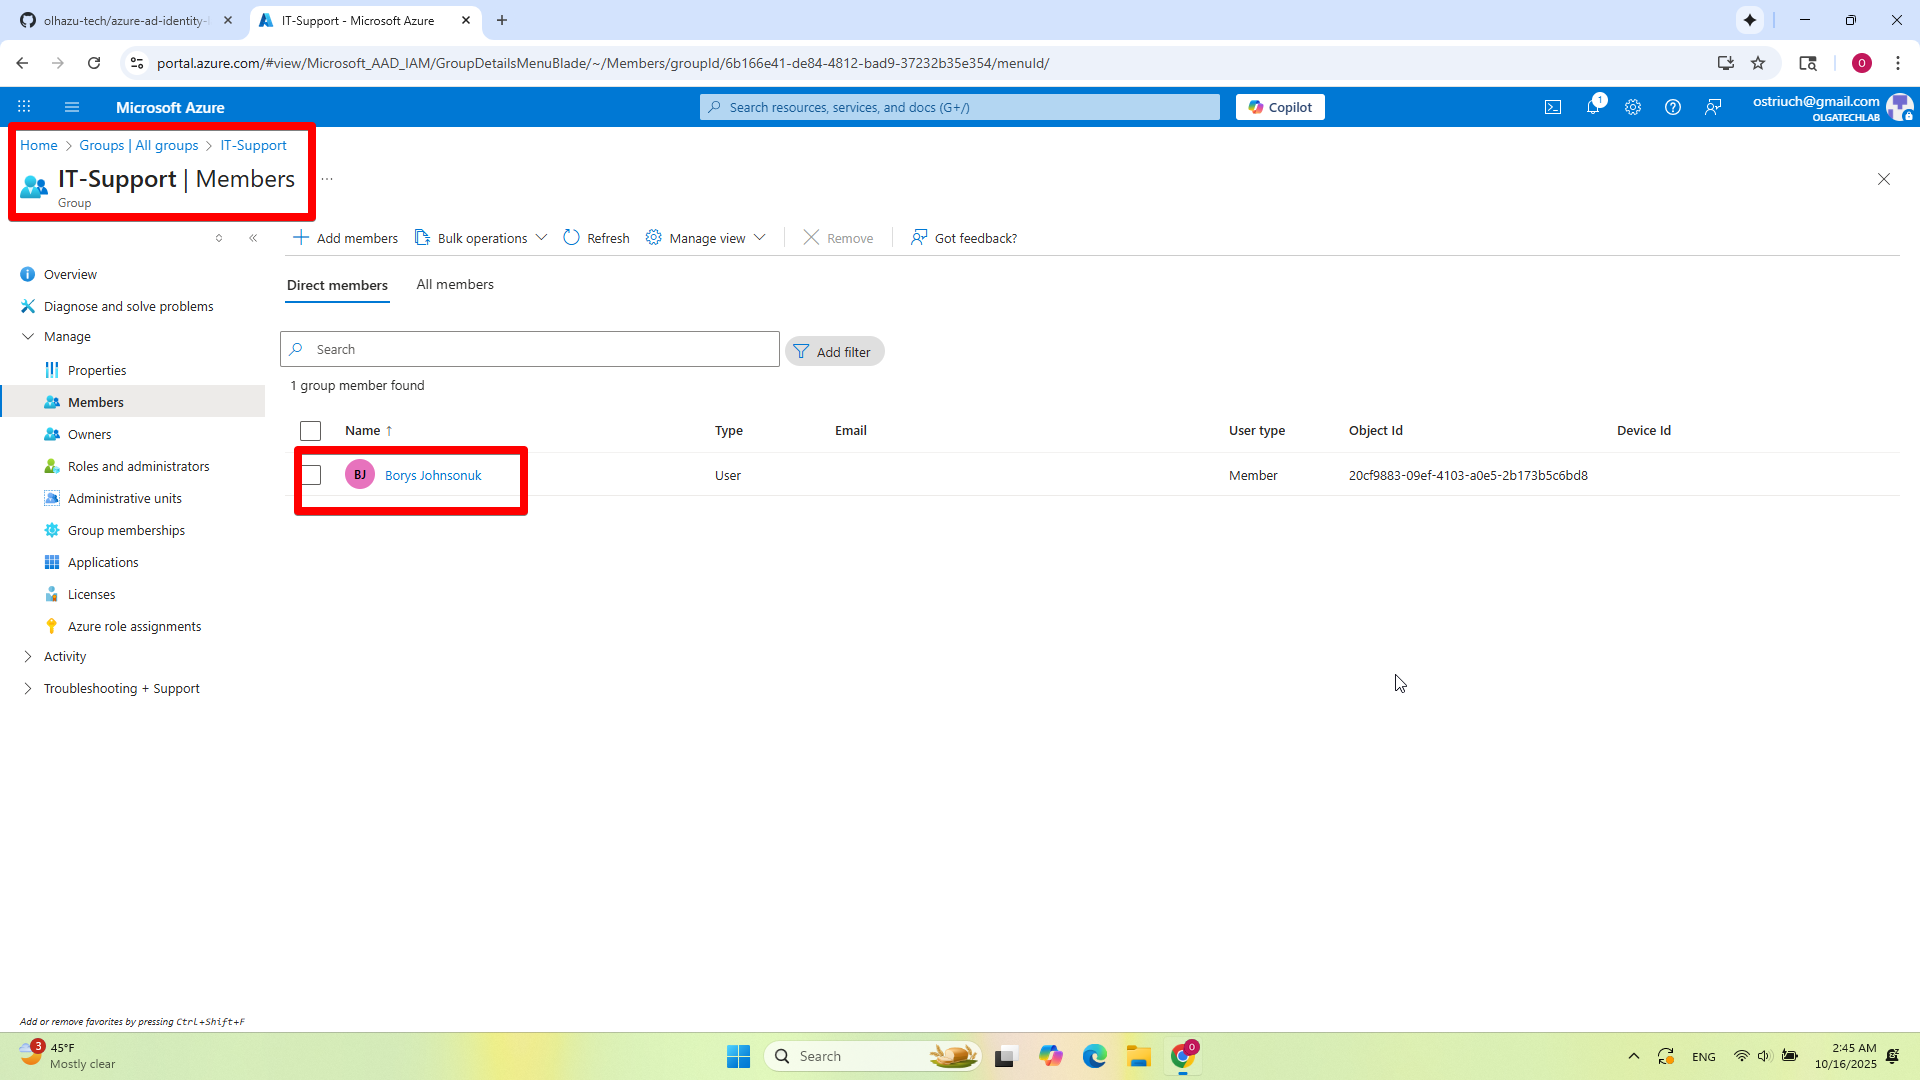 olhazu-tech/azure-ad-identity-l
IT-Support - Microsoft Azure
portal.azure.com/#view/Microsoft_AAD_IAM/GroupDetailsMenuBlade/~/Members/groupId/6b166e41-de84-4812-bad9-37232b35e354/menuId/
O
Microsoft Azure
Search resources, services, and docs (G+/)
Copilot
1
ostriuch@gmail.com
OLGATECHLAB
Home > Groups | All groups > IT-Support
IT-Support | Members ...
Group
Add members
Bulk operations
Refresh
Manage view
Remove
Got feedback?
Overview
Diagnose and solve problems
Manage
Properties
Members
Owners
Roles and administrators
Administrative units
Group memberships
Applications
Licenses
Azure role assignments
Activity
Troubleshooting + Support
Direct members
All members
Search
Add filter
1 group member found
Name ↑ Type Email User type Object Id Device Id
BJ Borys Johnsonuk User Member 20cf9883-09ef-4103-a0e5-2b173b5c6bd8
Add or remove favorites by pressing Ctrl+Shift+F
3
45°F
Mostly clear
Search
O
ENG
2:45 AM
10/16/2025